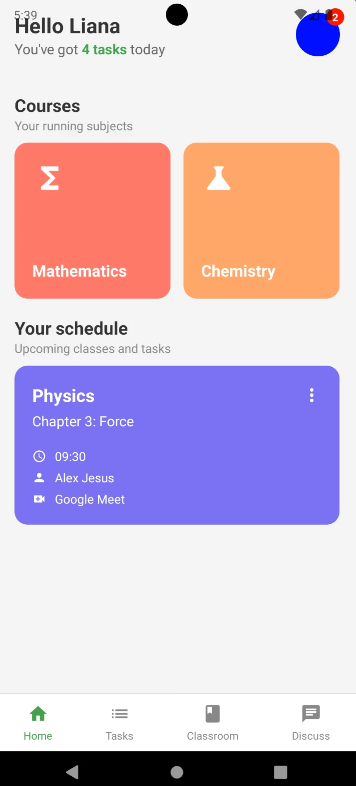 5:39
2
Hello Liana
You've got 4 tasks today
Courses
Your running subjects
Mathematics
Chemistry
Your schedule
Upcoming classes and tasks
Physics
Chapter 3: Force
09:30
Alex Jesus
Google Meet
Home
Tasks
Classroom
Discuss